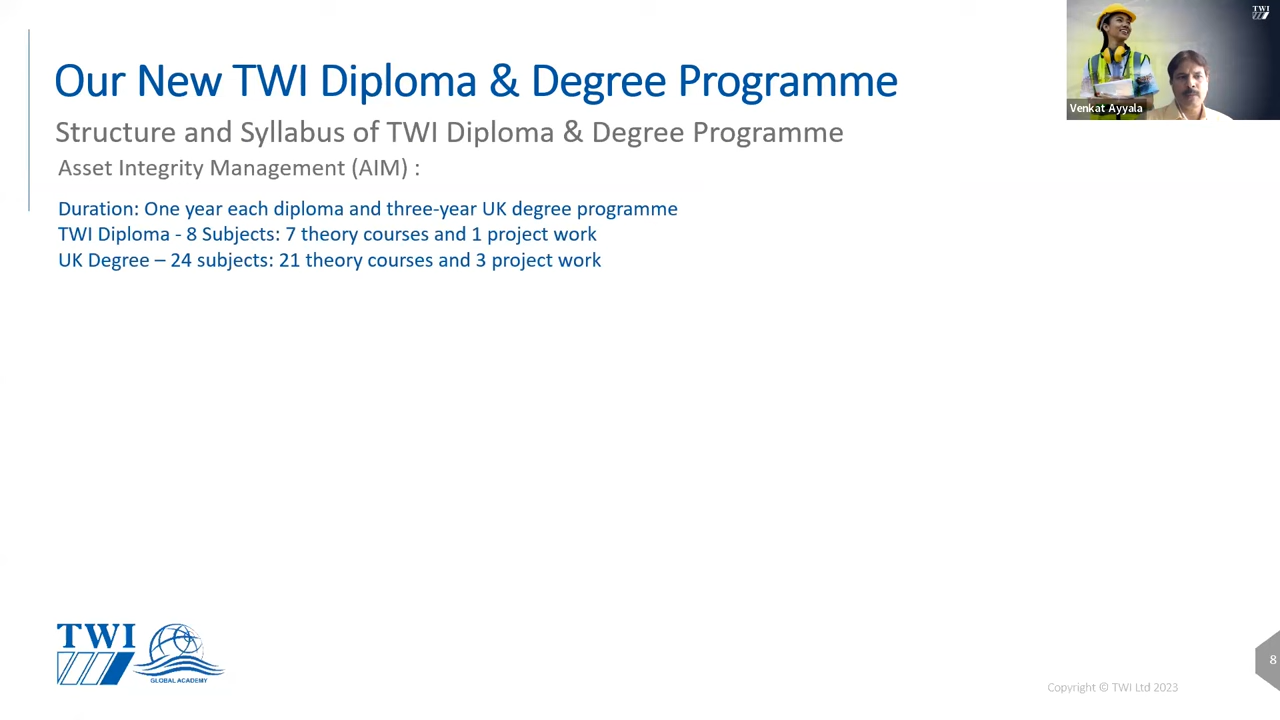 Our New TWI Diploma & Degree Programme
Structure and Syllabus of TWI Diploma & Degree Programme
Asset Integrity Management (AIM) :
Duration: One year each diploma and three-year UK degree programme
TWI Diploma - 8 Subjects: 7 theory courses and 1 project work
UK Degree – 24 subjects: 21 theory courses and 3 project work
TWI
Venkat Ayyala
TWI
GLOBAL ACADEMY
Copyright © TWI Ltd 2023
8